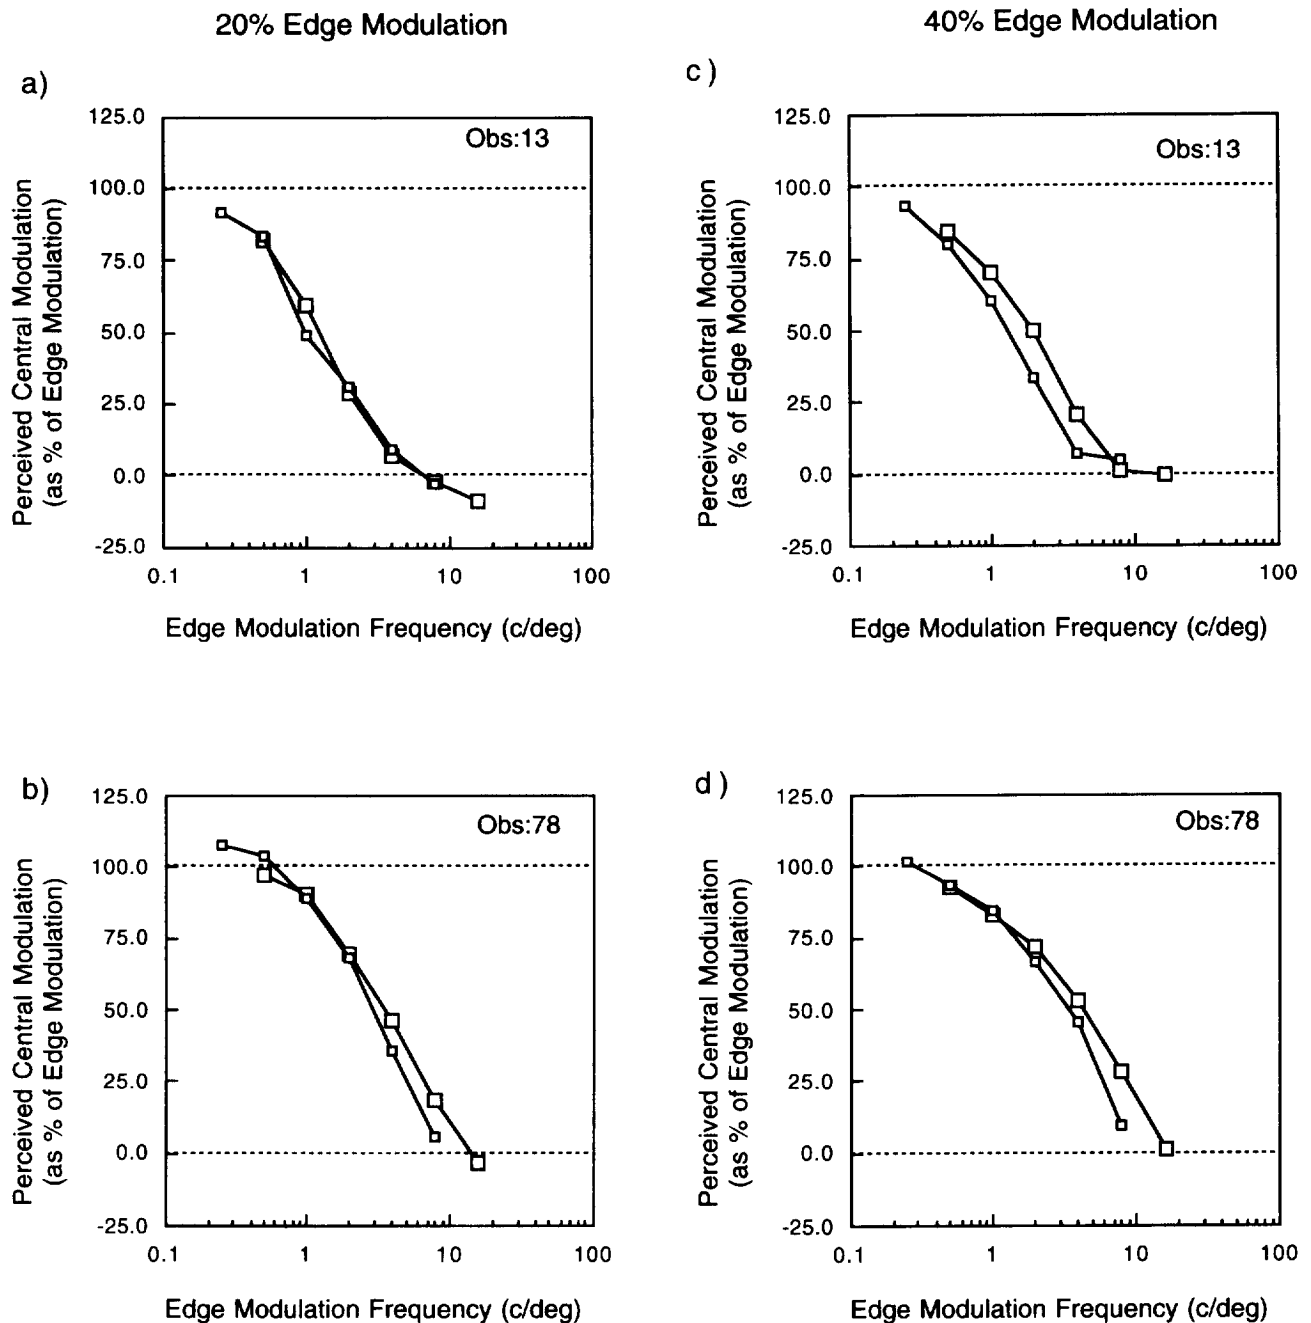 20% Edge Modulation
40% Edge Modulation
a)
125.0
100.0
75.0
50.0
25.0
0.0
-25.0
0.1
1
10
100
Obs:13
Perceived Central Modulation
(as % of Edge Modulation)
Edge Modulation Frequency (c/deg)
c)
125.0
100.0
75.0
50.0
25.0
0.0
-25.0
0.1
1
10
100
Obs:13
Perceived Central Modulation
(as % of Edge Modulation)
Edge Modulation Frequency (c/deg)
b)
125.0
100.0
75.0
50.0
25.0
0.0
-25.0
0.1
1
10
100
Obs:78
Perceived Central Modulation
(as % of Edge Modulation)
Edge Modulation Frequency (c/deg)
d)
125.0
100.0
75.0
50.0
25.0
0.0
-25.0
0.1
1
10
100
Obs:78
Perceived Central Modulation
(as % of Edge Modulation)
Edge Modulation Frequency (c/deg)